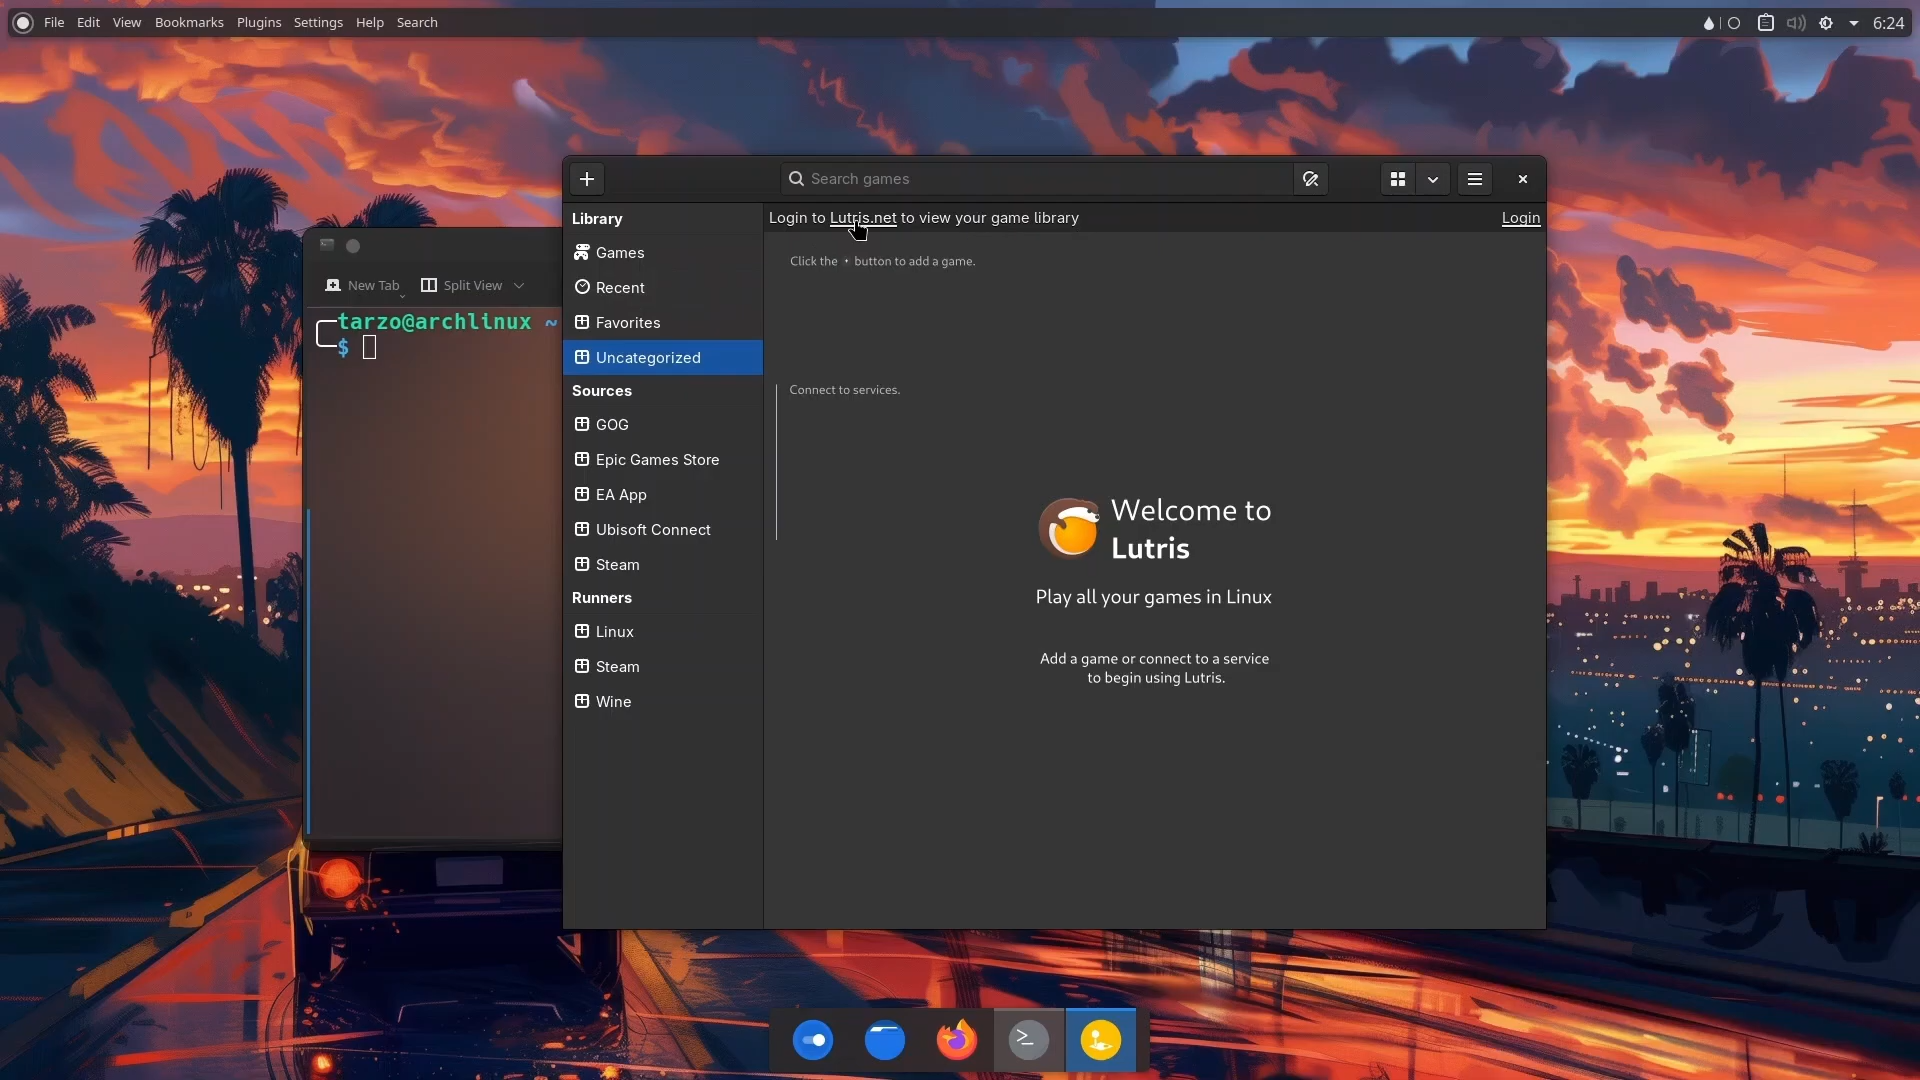 File Edit View Bookmarks Plugins Settings Help Search
6:24
Search games
Login to Lutris.net to view your game library
Login
Library
Games
Recent
Favorites
Uncategorized
Sources
GOG
Epic Games Store
EA App
Ubisoft Connect
Steam
Runners
Linux
Steam
Wine
Click the + button to add a game.
Connect to services.
Welcome to
Lutris
Play all your games in Linux
Add a game or connect to a service
to begin using Lutris.
New Tab Split View
tarzo@archlinux ~
$